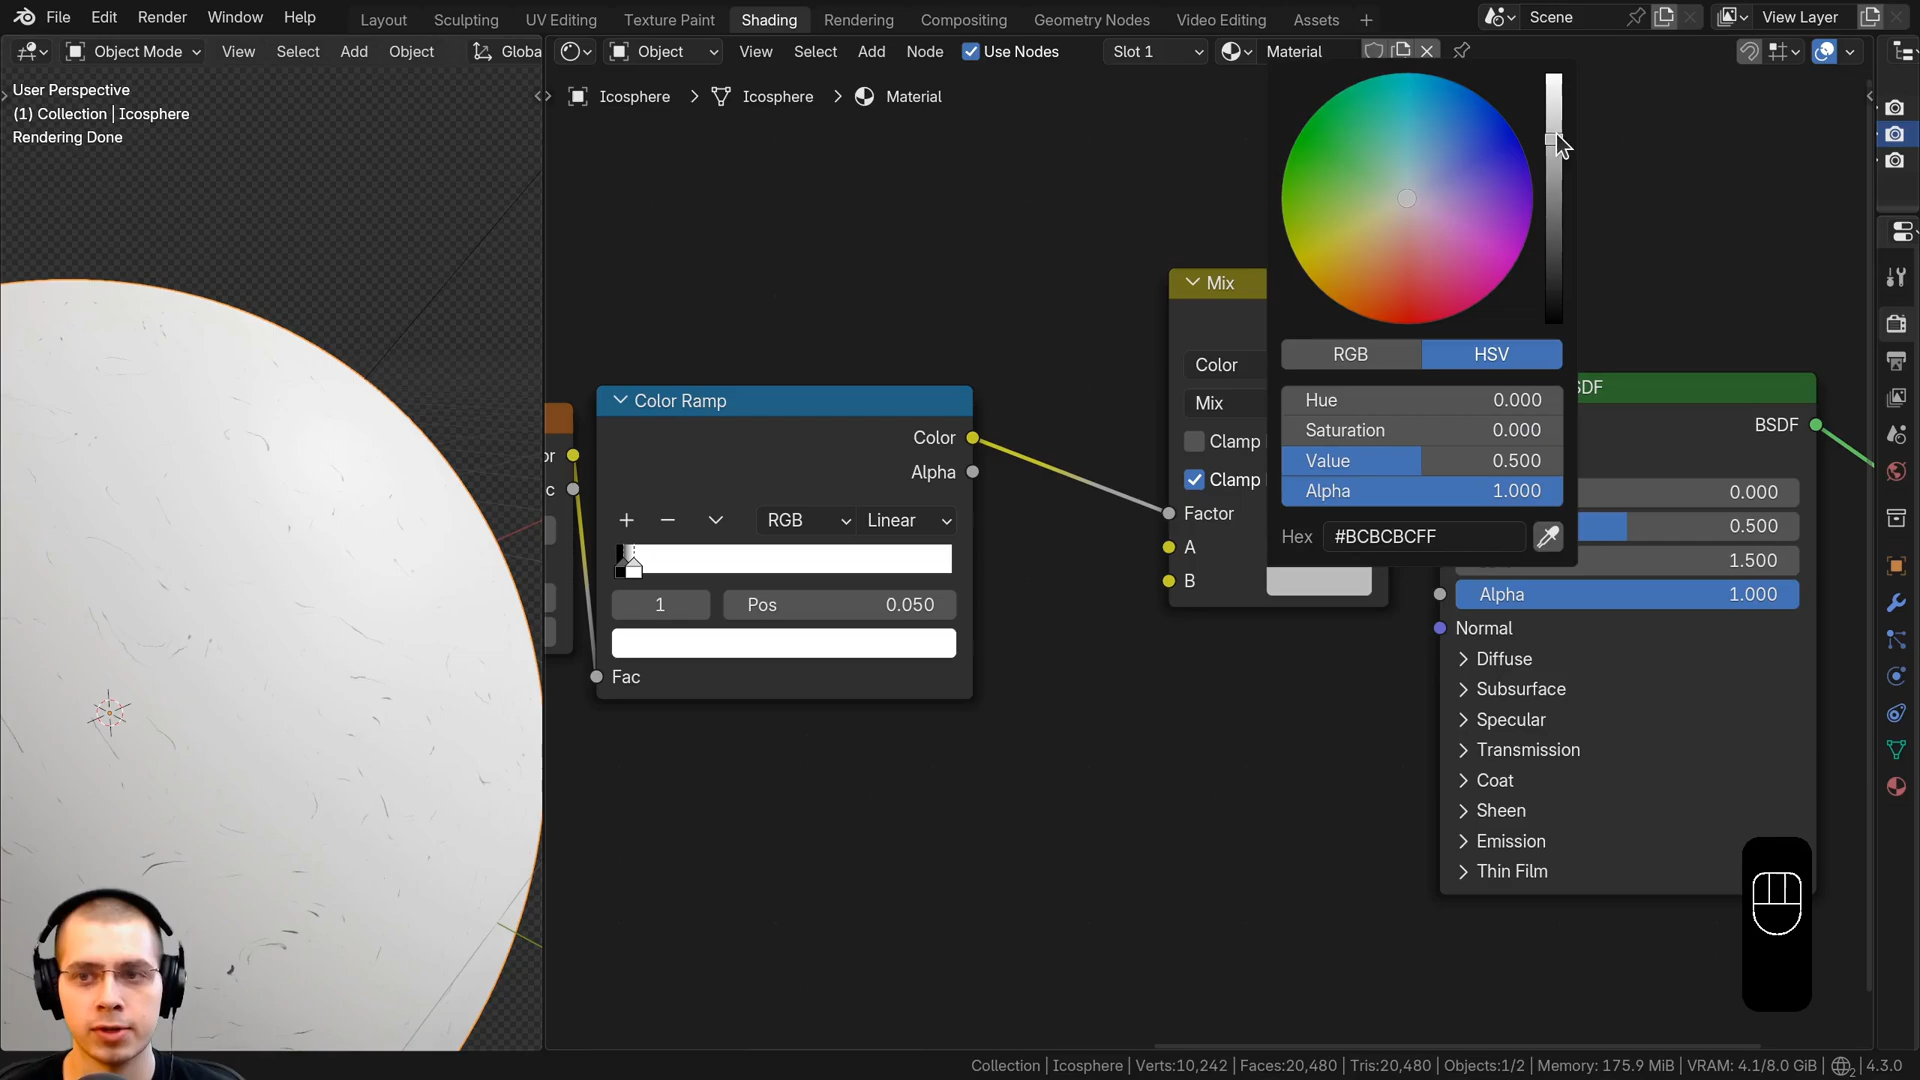 File Edit Render Window Help Layout Sculpting UV Editing Texture Paint Shading Rendering Compositing Geometry Nodes Video Editing Assets + Scene View Layer
Object Mode View Select Add Object Globa Object View Select Add Node Use Nodes Slot 1 Material
User Perspective
(1) Collection | Icosphere
Rendering Done
Icosphere > Icosphere > Material
Mix
Color
Mix
Clamp
Clamp
Factor
A
B
RGB HSV
Hue 0.000
Saturation 0.000
Value 0.500
Alpha 1.000
Hex #BCBCBCFF
or
c
Color Ramp
Color
Alpha
RGB Linear
1 Pos 0.050
Fac
SDF
BSDF
0.000
0.500
1.500
Alpha 1.000
Normal
Diffuse
Subsurface
Specular
Transmission
Coat
Sheen
Emission
Thin Film
Collection | Icosphere | Verts:10,242 | Faces:20,480 | Tris:20,480 | Objects:1/2 | Memory: 175.9 MiB | VRAM: 4.1/8.0 GiB | 2 4.3.0